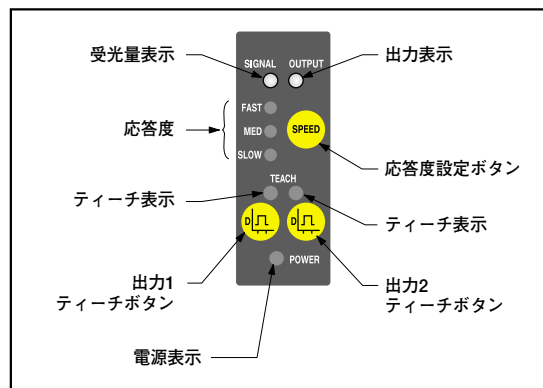 受光量表示
出力表示
SIGNAL OUTPUT
FAST
応答度
MED
SPEED
SLOW
応答度設定ボタン
TEACH
ティーチ表示
ティーチ表示
D
D
POWER
出力1
ティーチボタン
出力2
ティーチボタン
電源表示